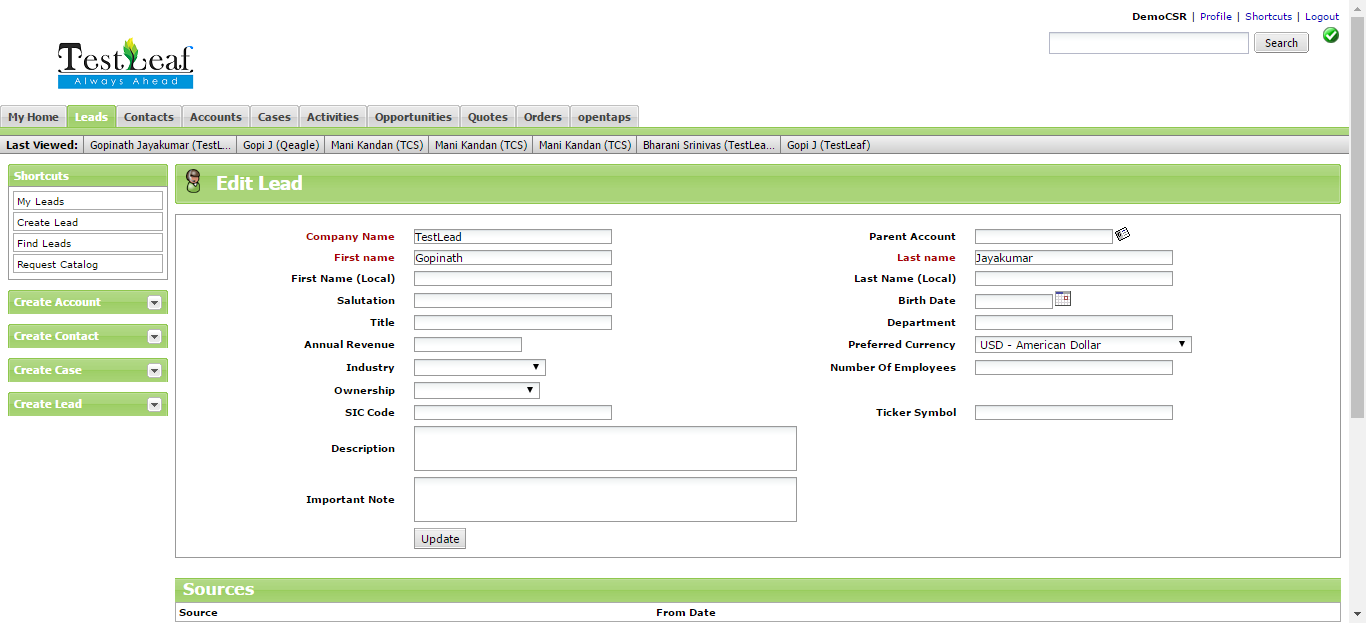 DemoCSR | Profile | Shortcuts | Logout
Search
TestLeaf
Always Ahead
My Home Leads Contacts Accounts Cases Activities Opportunities Quotes Orders opentaps
Last Viewed: Gopinath Jayakumar (TestL... Gopi J (Qeagle) Mani Kandan (TCS) Mani Kandan (TCS) Mani Kandan (TCS) Bharani Srinivas (TestLea... Gopi J (TestLeaf)
Shortcuts
My Leads
Create Lead
Find Leads
Request Catalog
Create Account
Create Contact
Create Case
Create Lead
Edit Lead
Company Name TestLead Parent Account
First name Gopinath Last name Jayakumar
First Name (Local) Last Name (Local)
Salutation Birth Date
Title Department
Annual Revenue Preferred Currency USD - American Dollar
Industry Number Of Employees
Ownership
SIC Code Ticker Symbol
Description
Important Note
Update
Sources
Source From Date